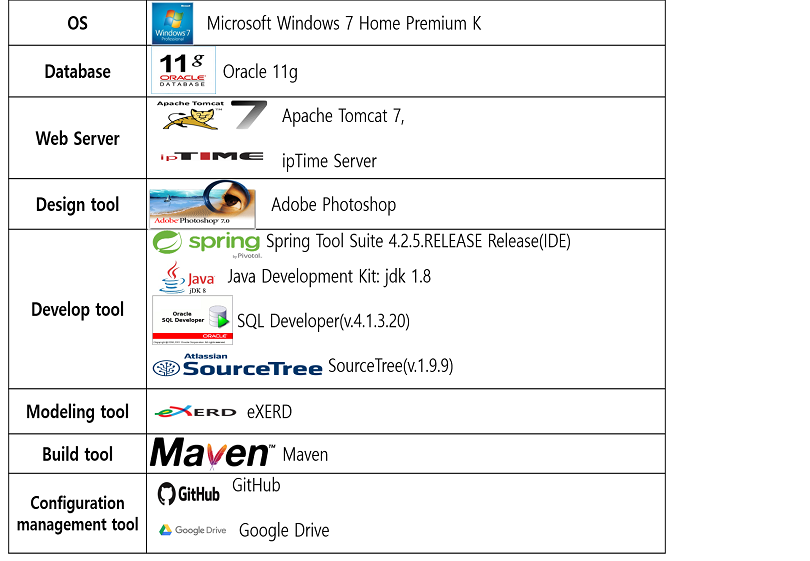 OS
Windows 7
Professional
Microsoft Windows 7 Home Premium K
Database
11g
ORACLE
DATABASE
Oracle 11g
Web Server
Apache Tomcat 7
Apache Tomcat 7,
ipTIME
ipTime Server
Design tool
Adobe Photoshop 7.0
Adobe Photoshop
Develop tool
spring
by Pivotal.
Spring Tool Suite 4.2.5.RELEASE Release(IDE)
Java
jDK 8
Java Development Kit: jdk 1.8
Oracle
SQL Developer
ORACLE
SQL Developer(v.4.1.3.20)
Atlassian
SourceTree
SourceTree(v.1.9.9)
Modeling tool
eXERD
eXERD
Build tool
Maven™
Maven
Configuration
management tool
GitHub
GitHub
Google Drive
Google Drive